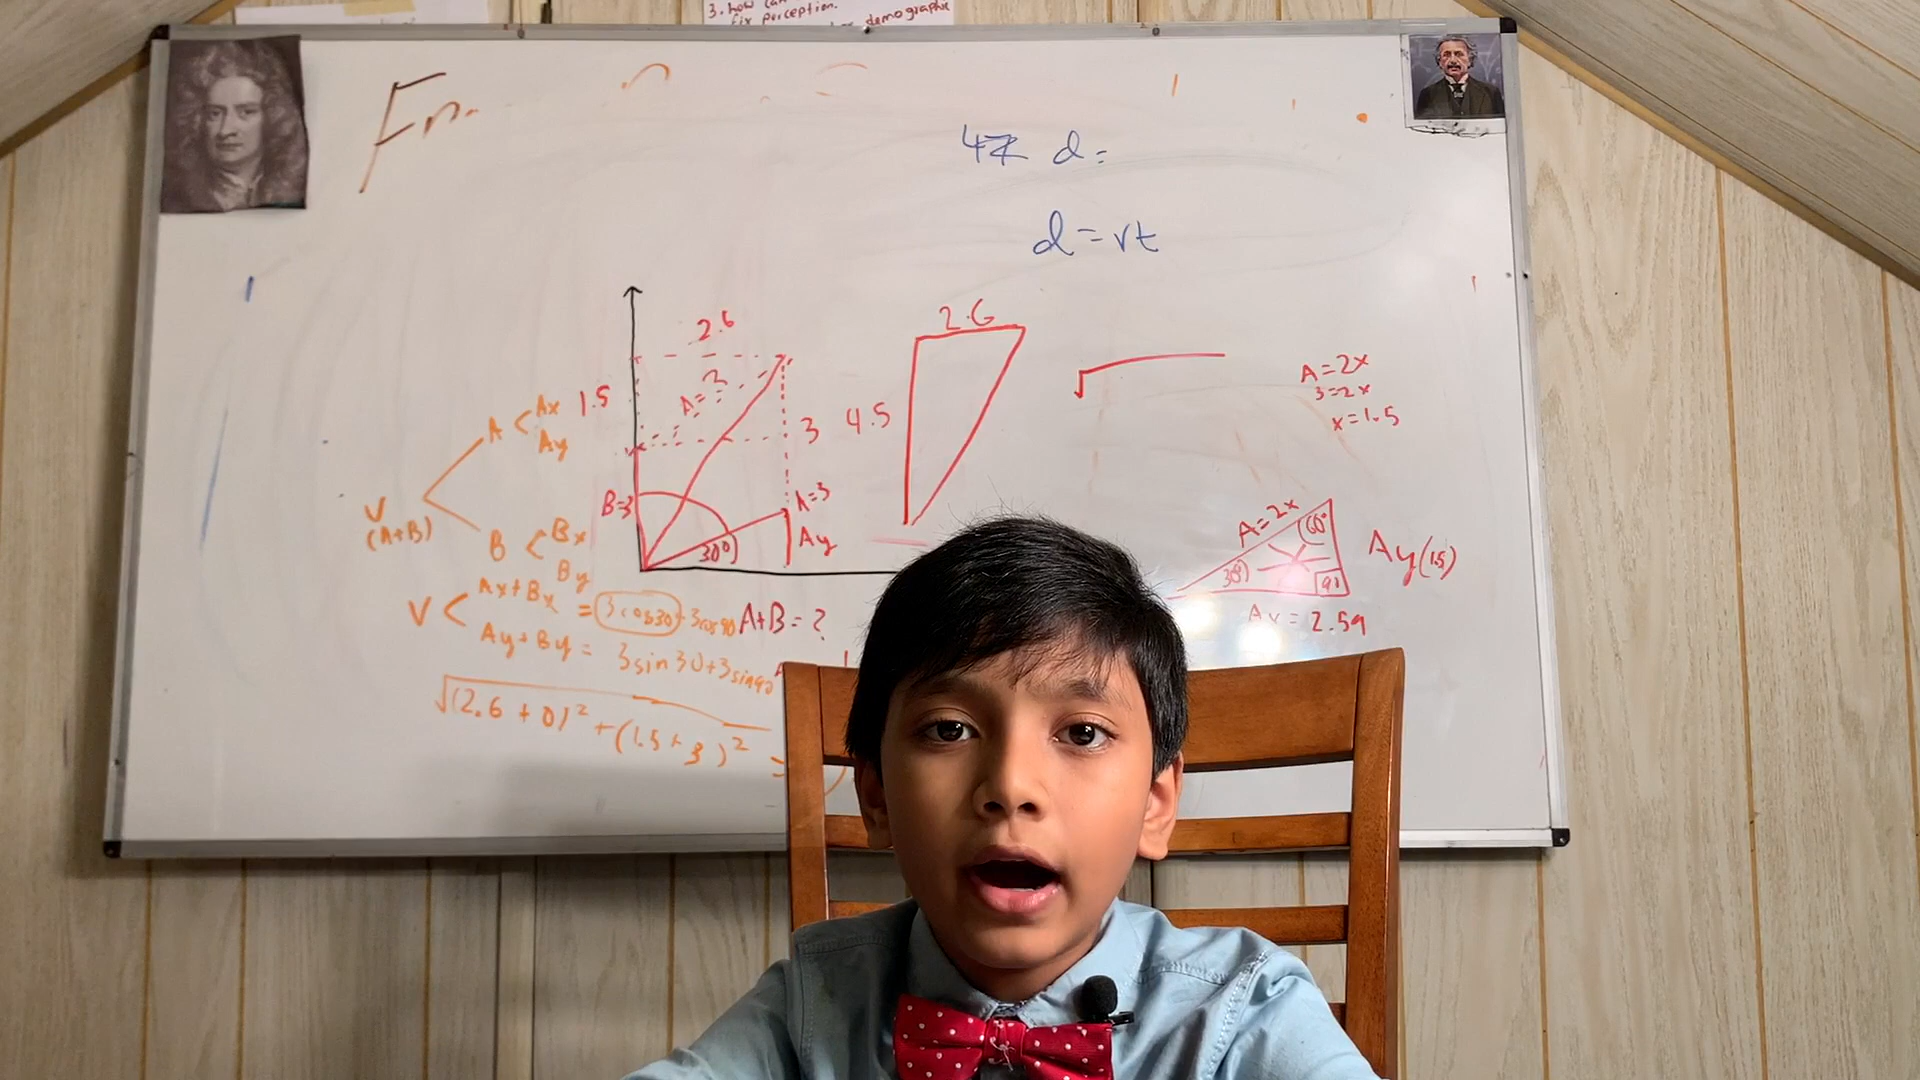 3. how can
fix perception.
demographic
47 d=
d=vt
2.6
2.6
A=3
1.5
3
4.5
A=2x
3=2x
x=1.5
A
Ax
Ay
V
(A+B)
B
Bx
By
B=3
A=3
30°
Ay
A=2x
60°
30°
90
Ay(1.5)
Ax = 2.59
V
Ax+Bx = 3cos30+3cos90
Ay+By = 3sin30+3sin90
A+B=?
√(2.6+0)²+(1.5+3)²